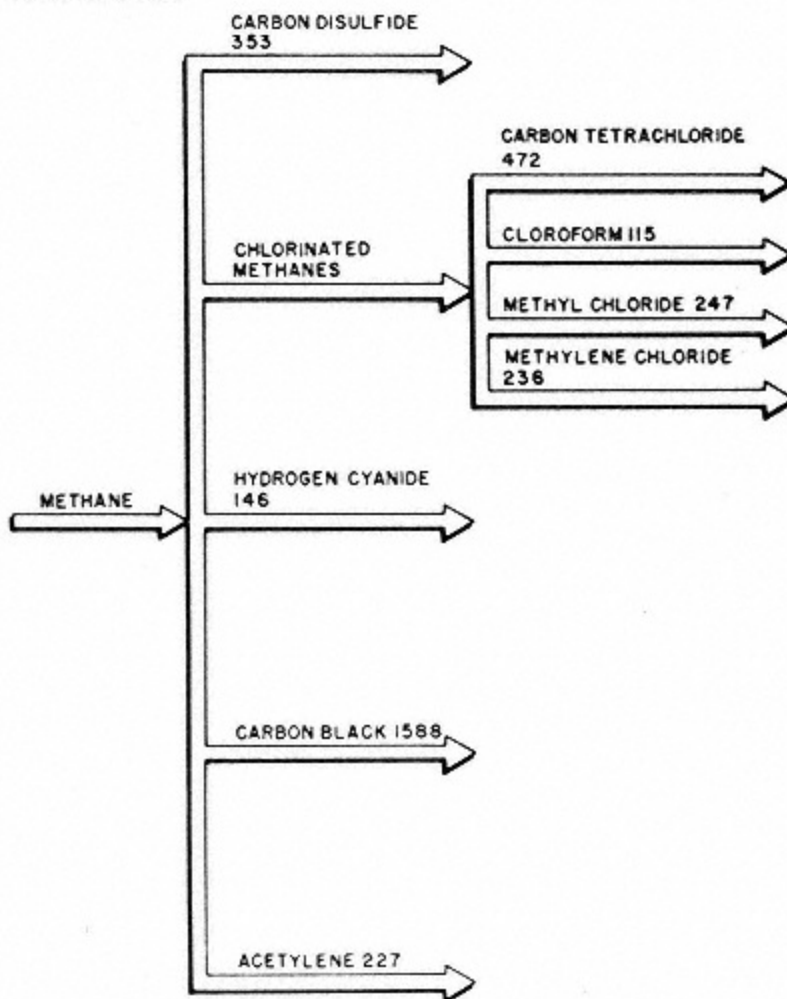 CARBON DISULFIDE
353
CARBON TETRACHLORIDE
472
CLOROFORM 115
CHLORINATED
METHANES
METHYL CHLORIDE 247
METHYLENE CHLORIDE
236
HYDROGEN CYANIDE
146
METHANE
CARBON BLACK 1588
ACETYLENE 227